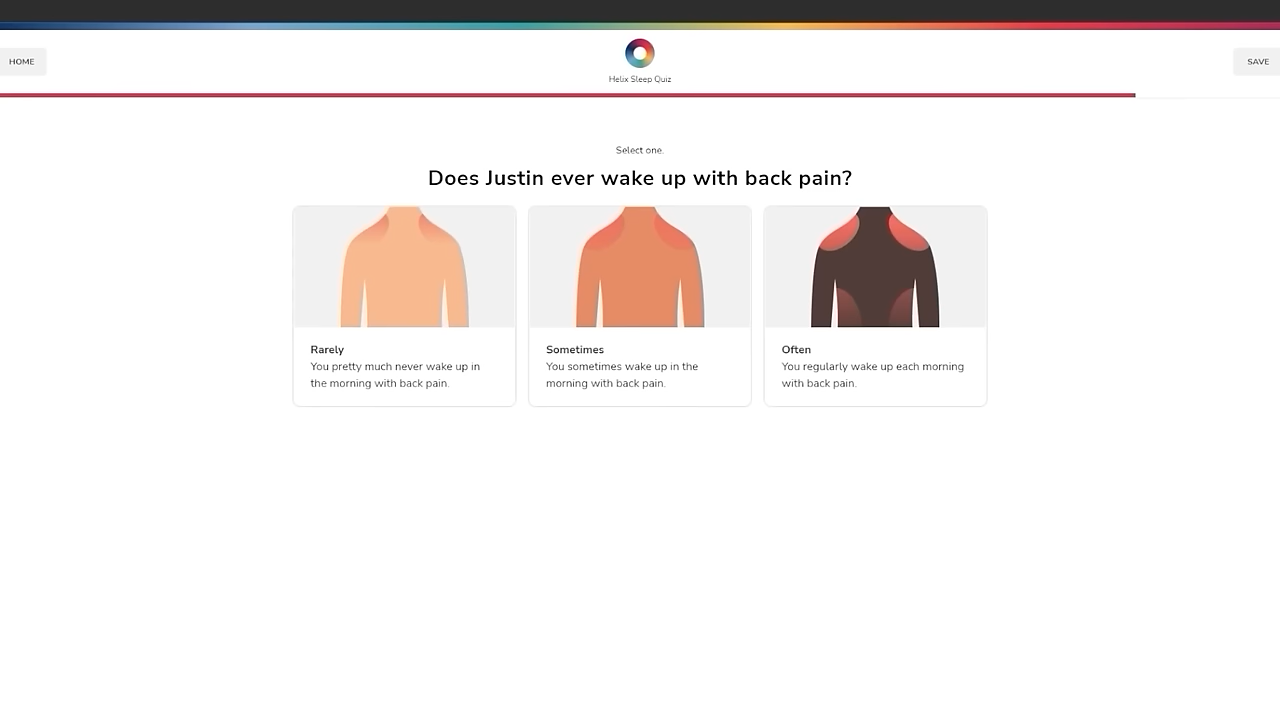 HOME
Helix Sleep Quiz
SAVE
Select one.
Does Justin ever wake up with back pain?
Rarely
You pretty much never wake up in
the morning with back pain.
Sometimes
You sometimes wake up in the
morning with back pain.
Often
You regularly wake up each morning
with back pain.